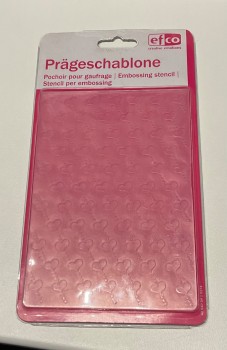 efco
creative emotions
Prägeschablone
Pochoir pour gaufrage | Embossing stencil |
Stencil per embossing